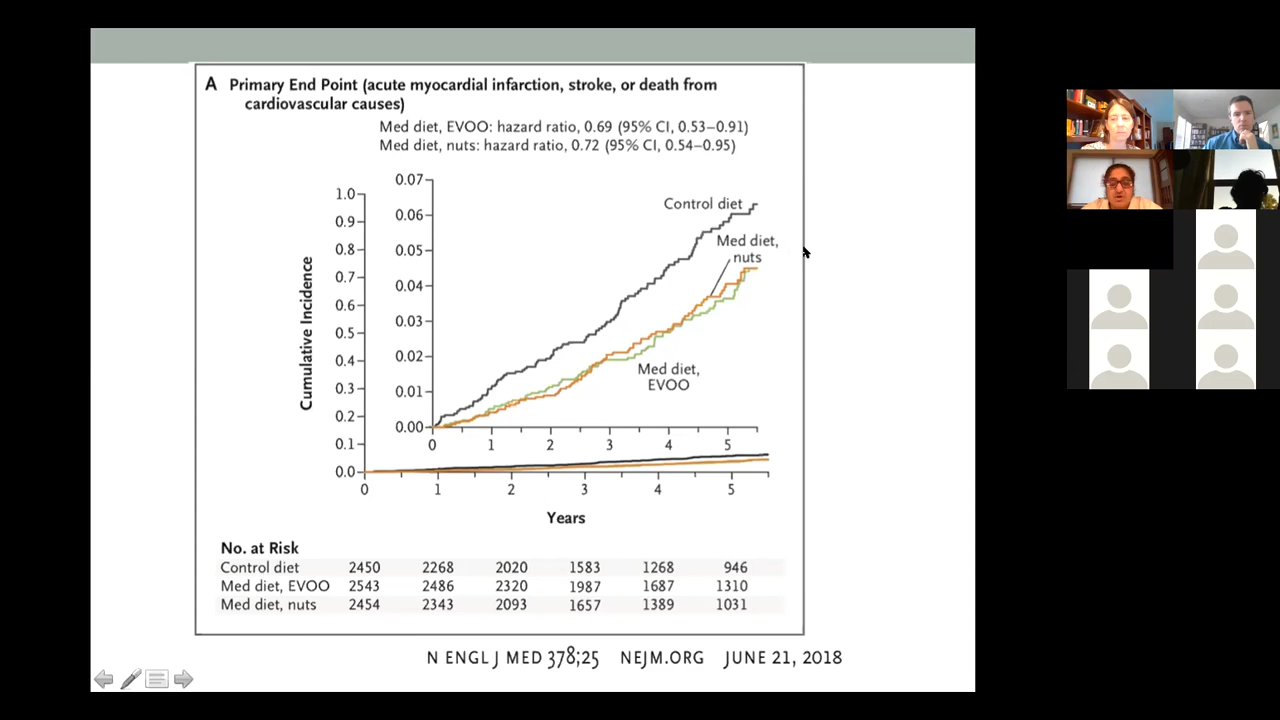 A Primary End Point (acute myocardial infarction, stroke, or death from
cardiovascular causes)
Med diet, EVOO: hazard ratio, 0.69 (95% CI, 0.53–0.91)
Med diet, nuts: hazard ratio, 0.72 (95% CI, 0.54–0.95)
Cumulative Incidence
1.0
0.9
0.8
0.7
0.6
0.5
0.4
0.3
0.2
0.1
0.0
0.07
0.06
0.05
0.04
0.03
0.02
0.01
0.00
Control diet
Med diet,
nuts
Med diet,
EVOO
0 1 2 3 4 5
0 1 2 3 4 5
Years
No. at Risk
Control diet 2450 2268 2020 1583 1268 946
Med diet, EVOO 2543 2486 2320 1987 1687 1310
Med diet, nuts 2454 2343 2093 1657 1389 1031
N ENGL J MED 378;25 NEJM.ORG JUNE 21, 2018